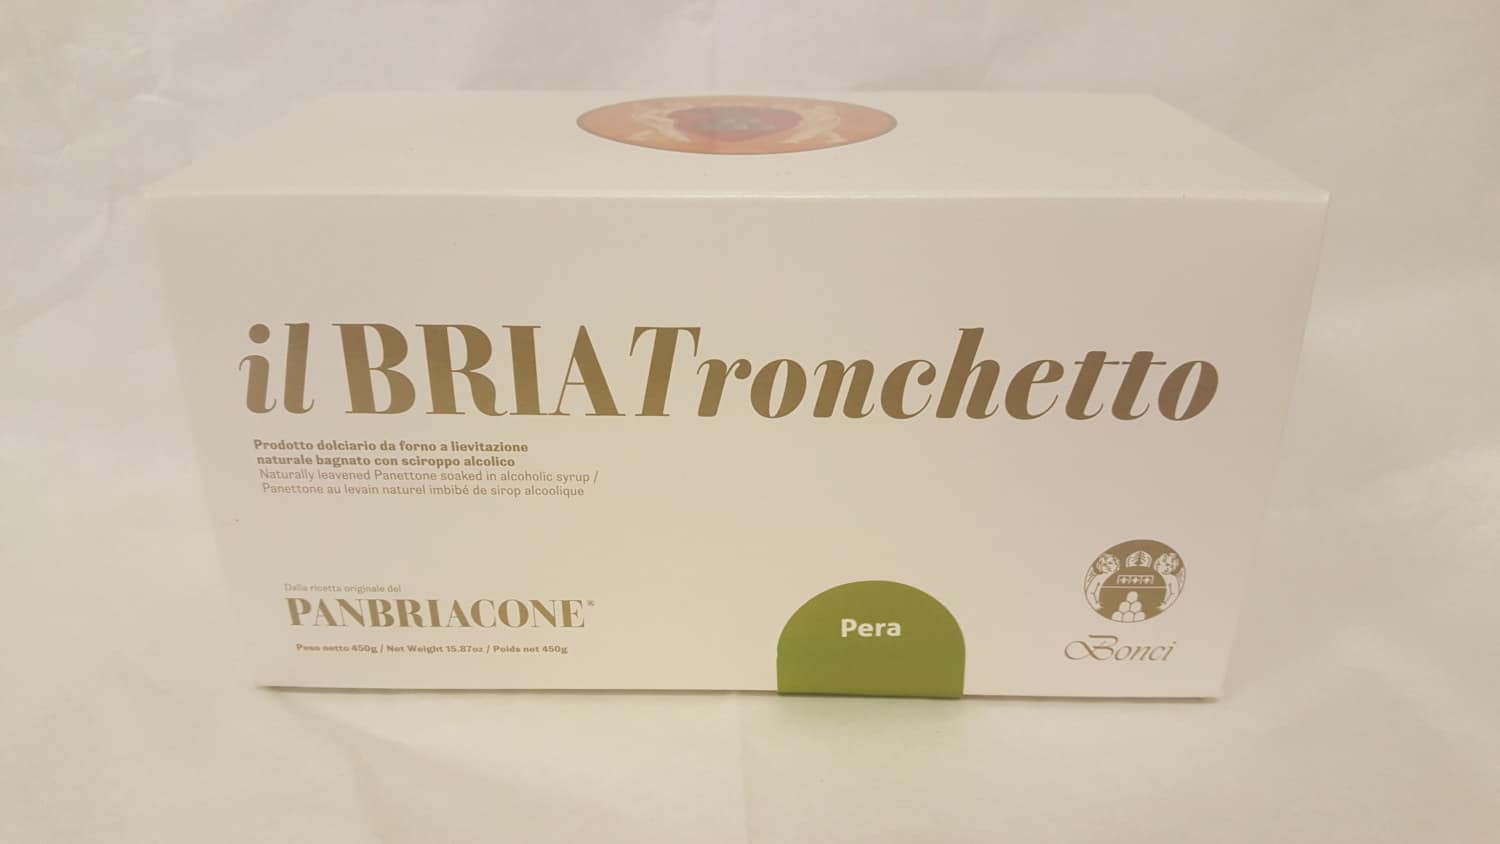 il BRIATronchetto
Prodotto dolciario da forno a lievitazione
naturale bagnato con sciroppo alcolico
Naturally leavened Panettone soaked in alcoholic syrup /
Panettone au levain naturel imbibé de sirop alcoolique
Dalla ricetta originale del
PANBRIACONE®
Peso netto 450g / Net Weight 15.87oz / Poids net 450g
Pera
Bonci